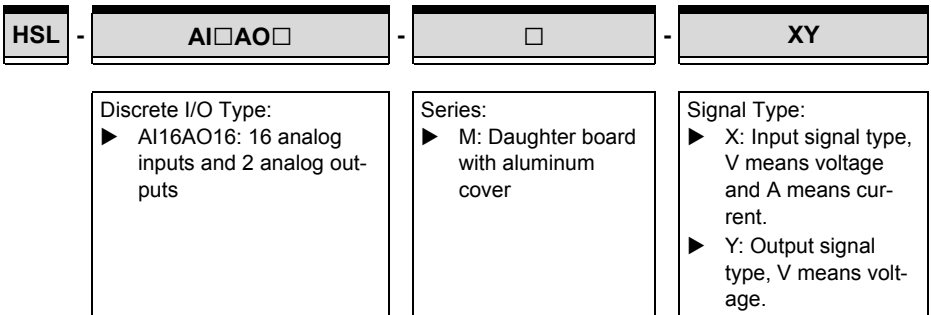 HSL - AI□AO□ - □ - XY
Discrete I/O Type:
▶ AI16AO16: 16 analog
inputs and 2 analog out-
puts
Series:
▶ M: Daughter board
with aluminum
cover
Signal Type:
▶ X: Input signal type,
V means voltage
and A means cur-
rent.
▶ Y: Output signal
type, V means volt-
age.